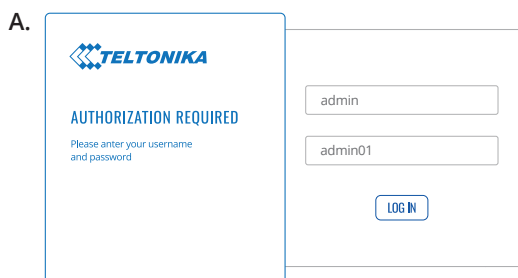 A.
TELTONIKA
AUTHORIZATION REQUIRED
Please anter your username
and password
admin
admin01
LOG IN